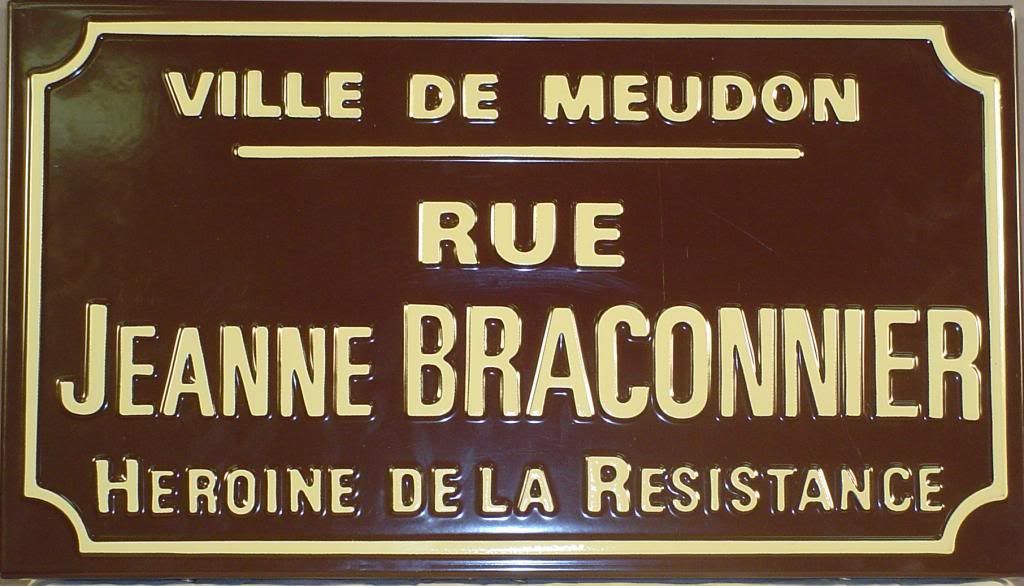 VILLE DE MEUDON
RUE
JEANNE BRACONNIER
HEROINE DE LA RESISTANCE